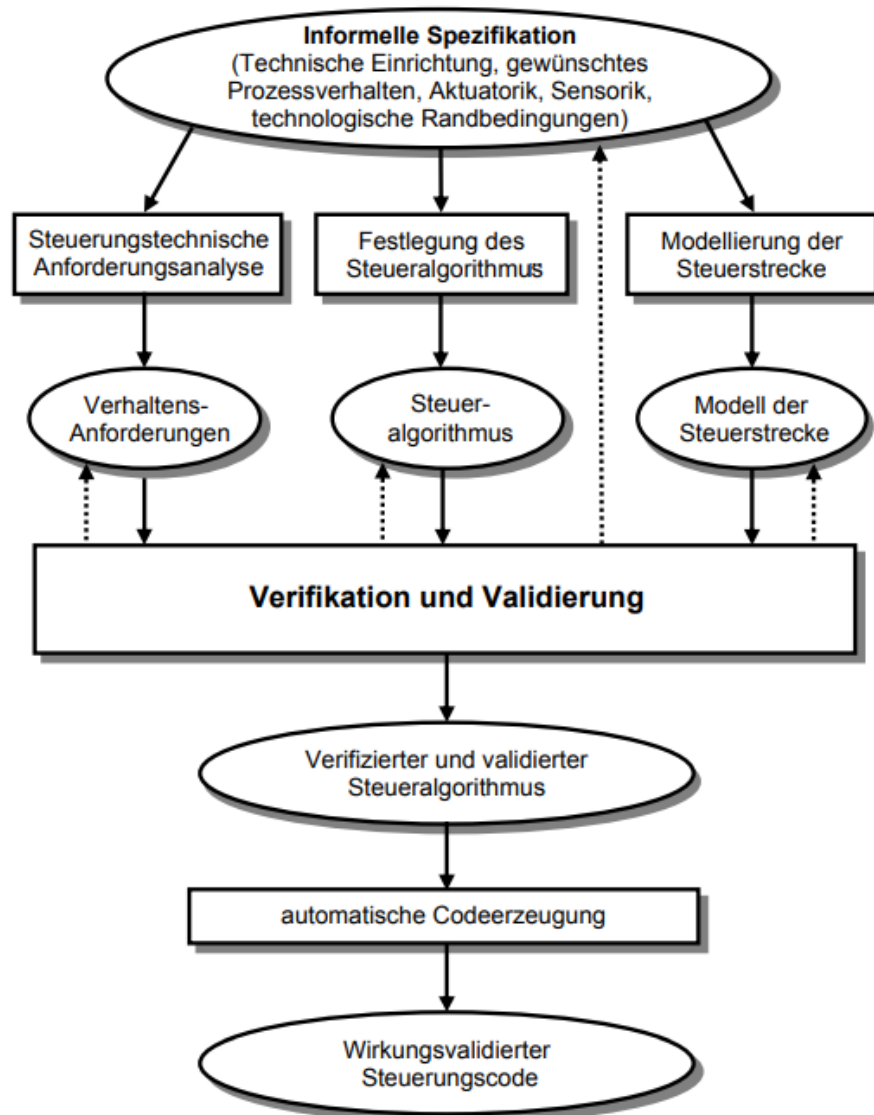 Informelle Spezifikation
(Technische Einrichtung, gewünschtes
Prozessverhalten, Aktuatorik, Sensorik,
technologische Randbedingungen)
Steuerungstechnische
Anforderungsanalyse
Festlegung des
Steueralgorithmus
Modellierung der
Steuerstrecke
Verhaltens-
Anforderungen
Steuer-
algorithmus
Modell der
Steuerstrecke
Verifikation und Validierung
Verifizierter und validierter
Steueralgorithmus
automatische Codeerzeugung
Wirkungsvalidierter
Steuerungscode